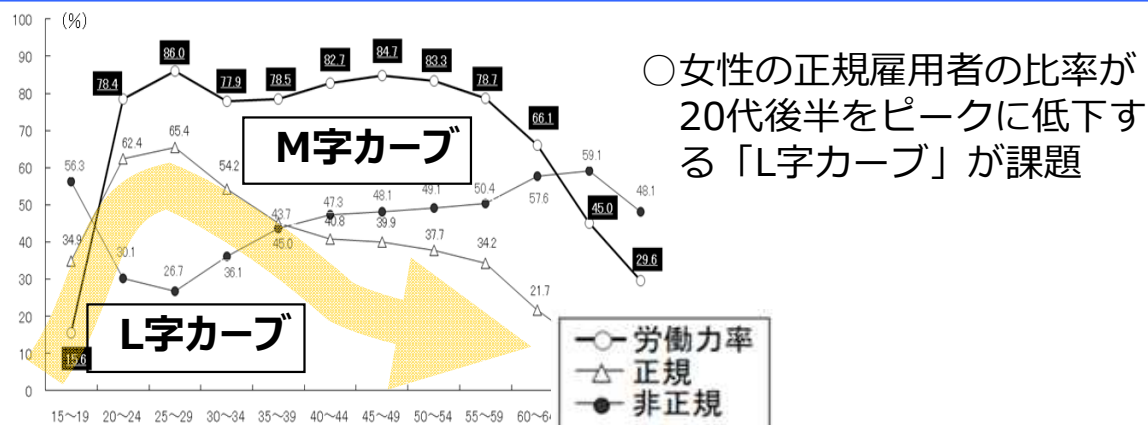 (%)
100
90
80
70
60
50
40
30
20
10
0
15.6 78.4 86.0 77.9 78.5 82.7 84.7 83.3 78.7 66.1 45.0 29.6
34.9 62.4 65.4 54.2 45.0 40.8 39.9 37.7 34.2 21.7
56.3 30.1 26.7 36.1 43.7 47.3 48.1 49.1 50.4 57.6 59.1 48.1
M字カーブ
L字カーブ
15～19 20～24 25～29 30～34 35～39 40～44 45～49 50～54 55～59 60～6
労働力率
正規
非正規
○女性の正規雇用者の比率が
20代後半をピークに低下す
る「L字カーブ」が課題